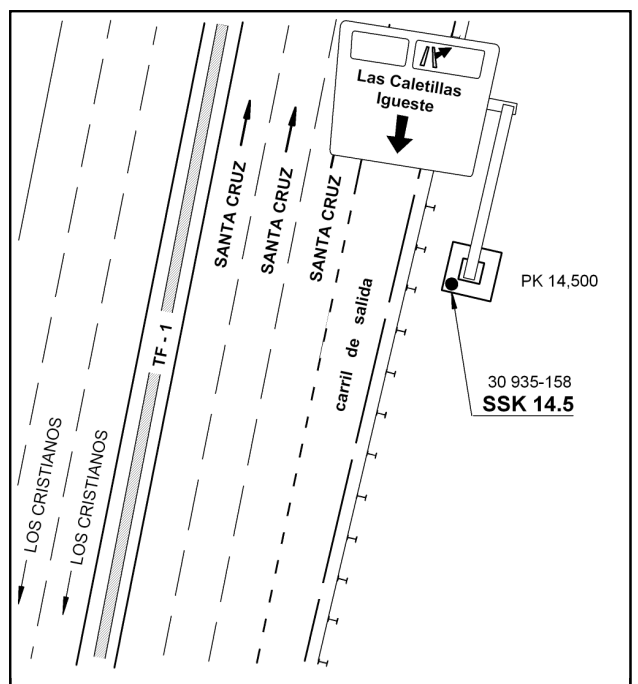 Las Caletillas
Igueste
SANTA CRUZ
SANTA CRUZ
SANTA CRUZ
PK 14,500
TF - 1
carril de salida
30 935-158
SSK 14.5
LOS CRISTIANOS
LOS CRISTIANOS